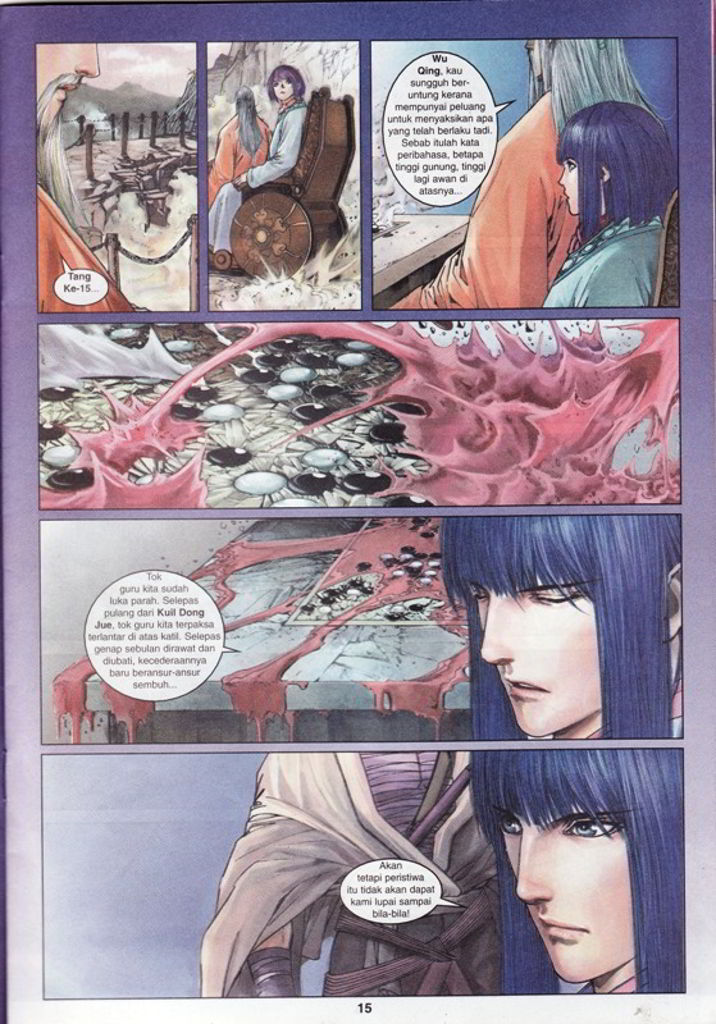 Tang
Ke-15...
Wu
Qing, kau
sungguh ber-
untung kerana
mempunyai peluang
untuk menyaksikan apa
yang telah berlaku tadi.
Sebab itulah kata
peribahasa, betapa
tinggi gunung, tinggi
lagi awan di
atasnya...
Tok
guru kita sudah
luka parah. Selepas
pulang dari Kuil Dong
Jue, tok guru kita terpaksa
terlantar di atas katil. Selepas
genap sebulan dirawat dan
diubati, kecederaannya
baru beransur-ansur
sembuh...
Akan
tetapi peristiwa
itu tidak akan dapat
kami lupai sampai
bila-bila!
15